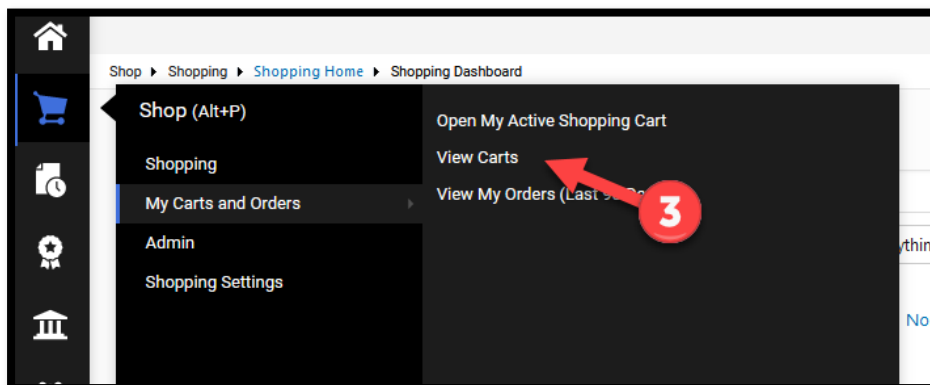 Shop Shopping Shopping Home Shopping Dashboard
Shop (Alt+P)
Shopping
My Carts and Orders
Admin
Shopping Settings
Open My Active Shopping Cart
View Carts
View My Orders (Last
3
No